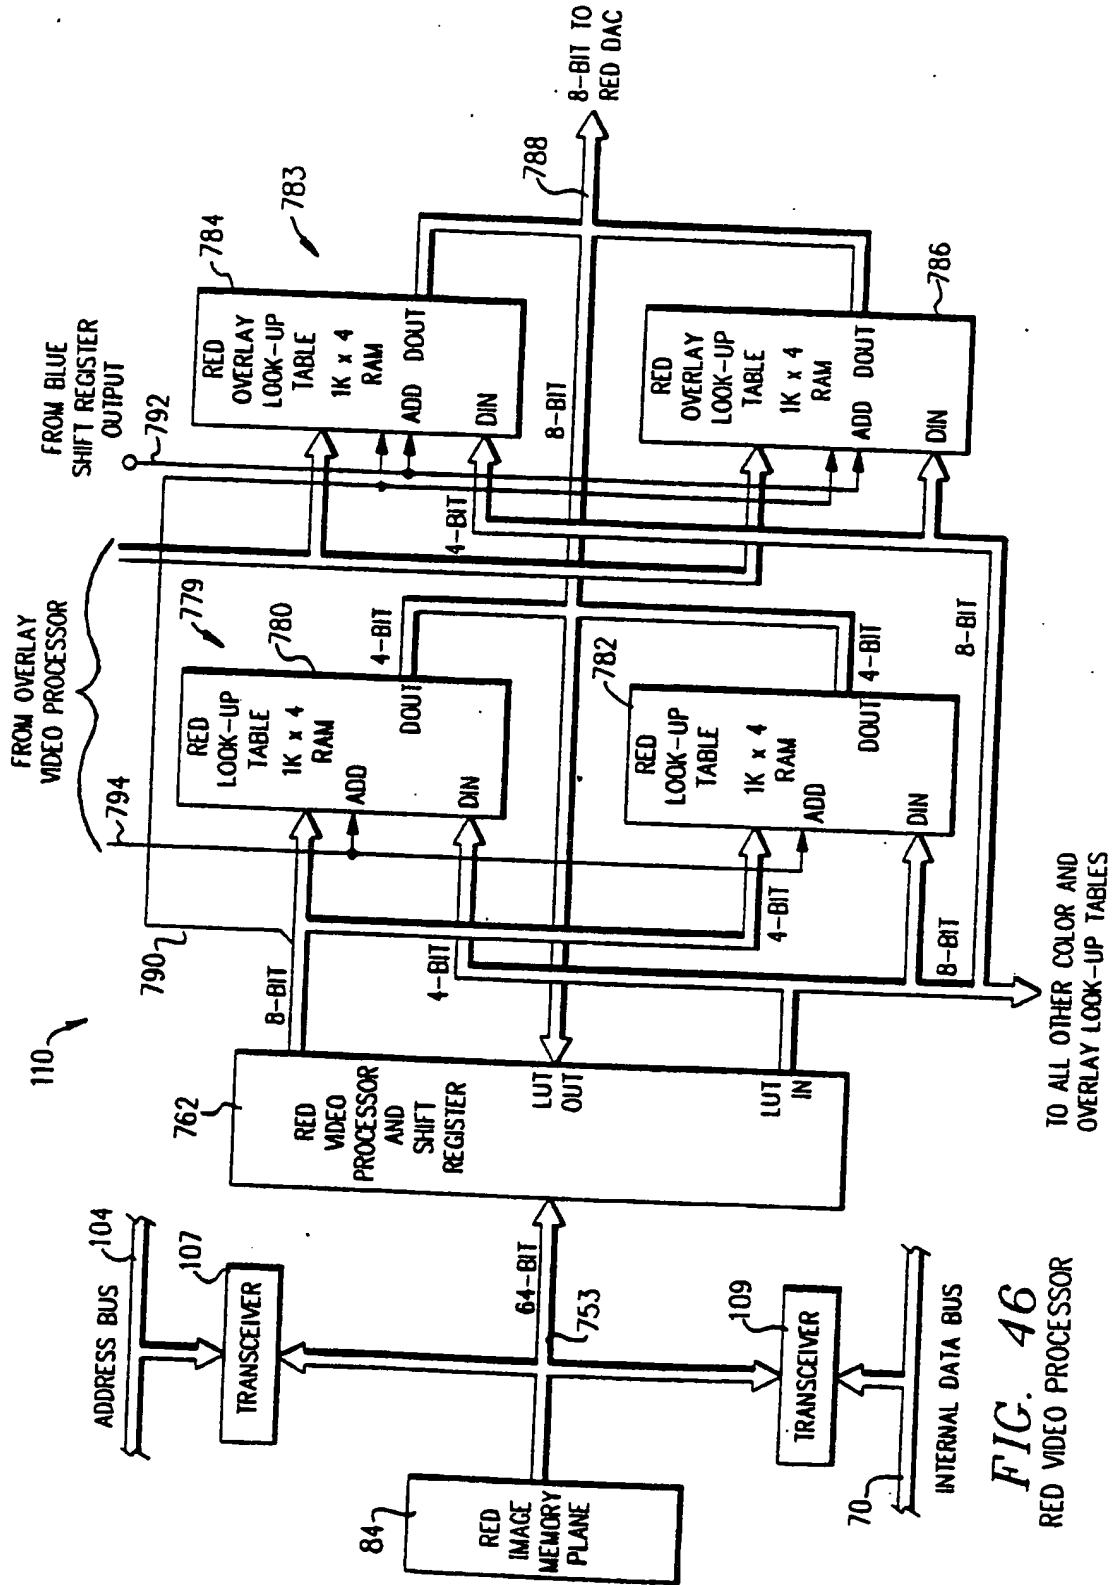 110
ADDRESS BUS
104
107
TRANSCEIVER
84
RED
IMAGE
MEMORY
PLANE
64-BIT
753
109
TRANSCEIVER
70
INTERNAL DATA BUS
762
RED
VIDEO
PROCESSOR
AND
SHIFT
REGISTER
LUT
OUT
LUT
IN
790
8-BIT
4-BIT
4-BIT
8-BIT
FROM OVERLAY
VIDEO PROCESSOR
794
779
780
RED
LOOK-UP
TABLE
1K x 4
RAM
ADD
DOUT
DIN
4-BIT
782
RED
LOOK-UP
TABLE
1K x 4
RAM
ADD
DOUT
DIN
4-BIT
FROM BLUE
SHIFT REGISTER
OUTPUT
792
4-BIT
8-BIT
8-BIT
783
784
RED
OVERLAY
LOOK-UP
TABLE
1K x 4
RAM
ADD DOUT
DIN
786
RED
OVERLAY
LOOK-UP
TABLE
1K x 4
RAM
ADD DOUT
DIN
788
8-BIT TO
RED DAC
TO ALL OTHER COLOR AND
OVERLAY LOOK-UP TABLES
FIG. 46
RED VIDEO PROCESSOR